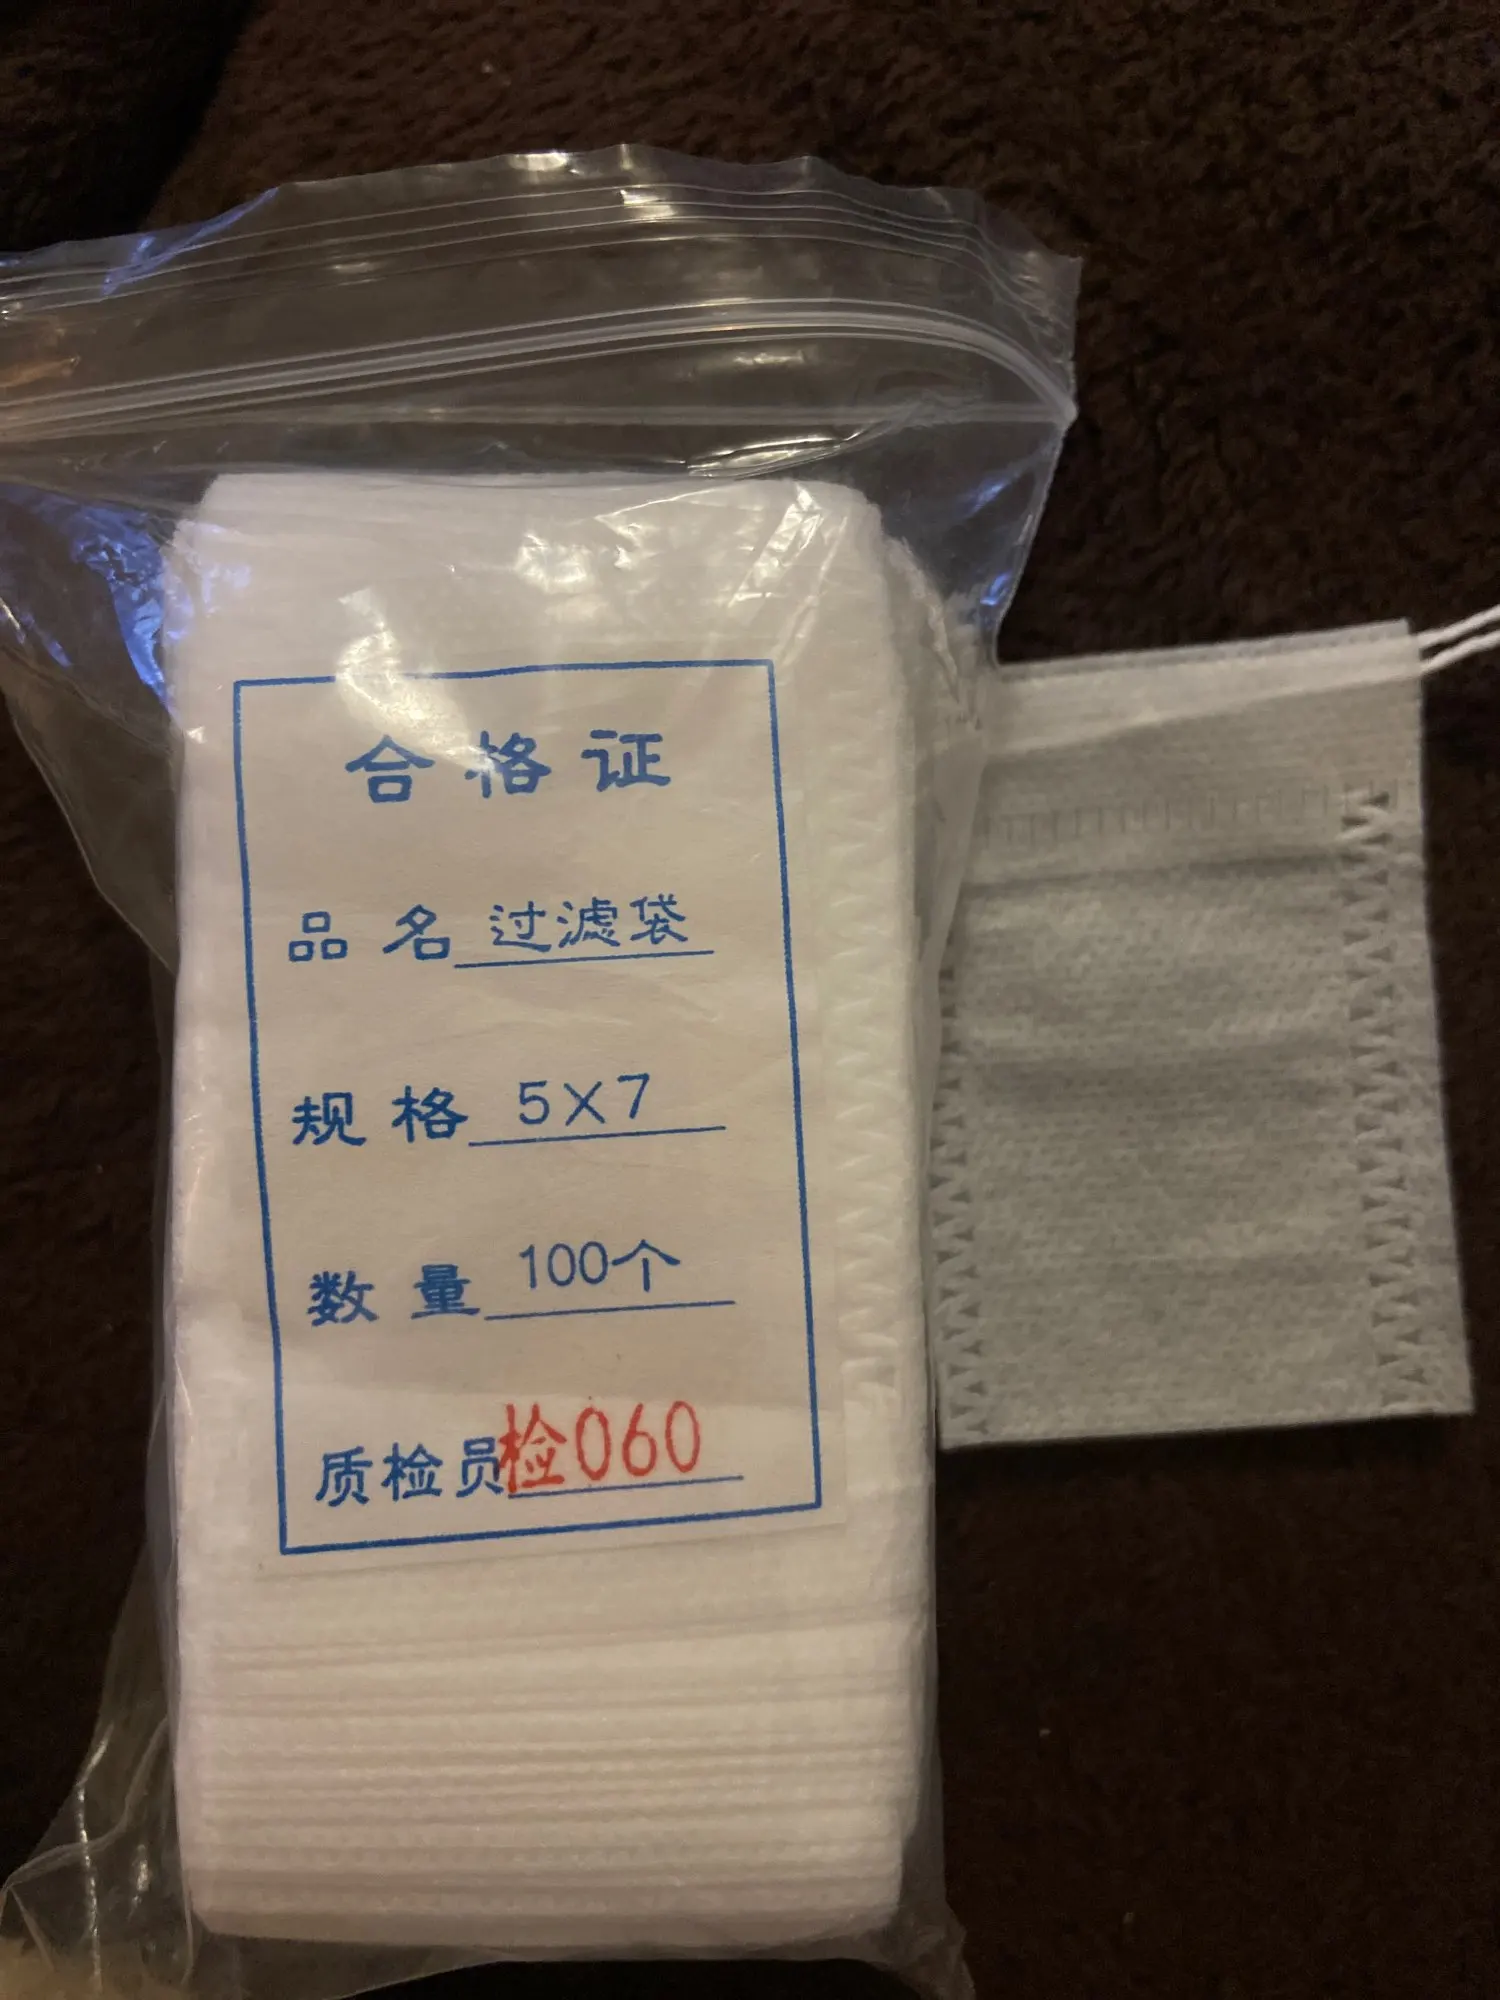 合格证
品名 过滤袋
规格 5X7
数量 100个
质检员 检060